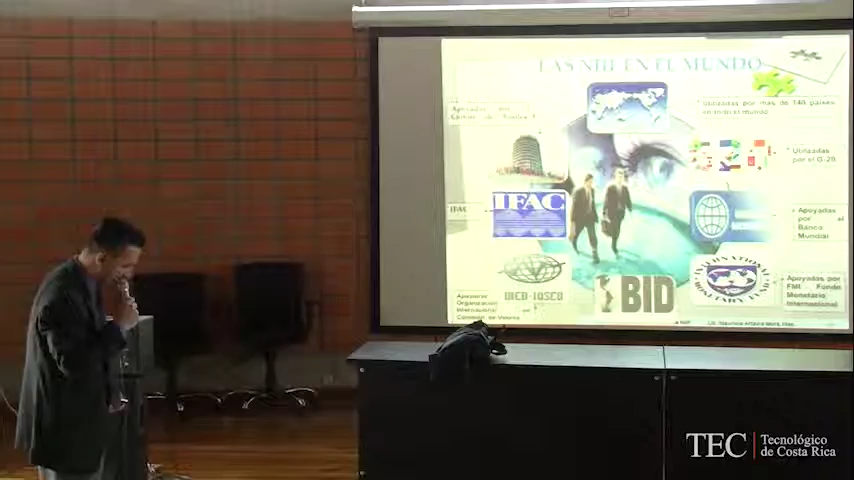 LAS NIIF EN EL MUNDO
Utilizadas por más de 140 países
en todo el mundo
Apoyadas por
G20
Utilizadas
por el G-20
IFAC
IFAC
Apoyadas
por el
Banco
Mundial
OICU-IOSCO
BID
INTERNATIONAL
MONETARY FUND
Apoyadas por
FMI Fondo
Monetario
Internacional
Organización
Internacional
Comisión de Valores
TEC
Tecnológico
de Costa Rica